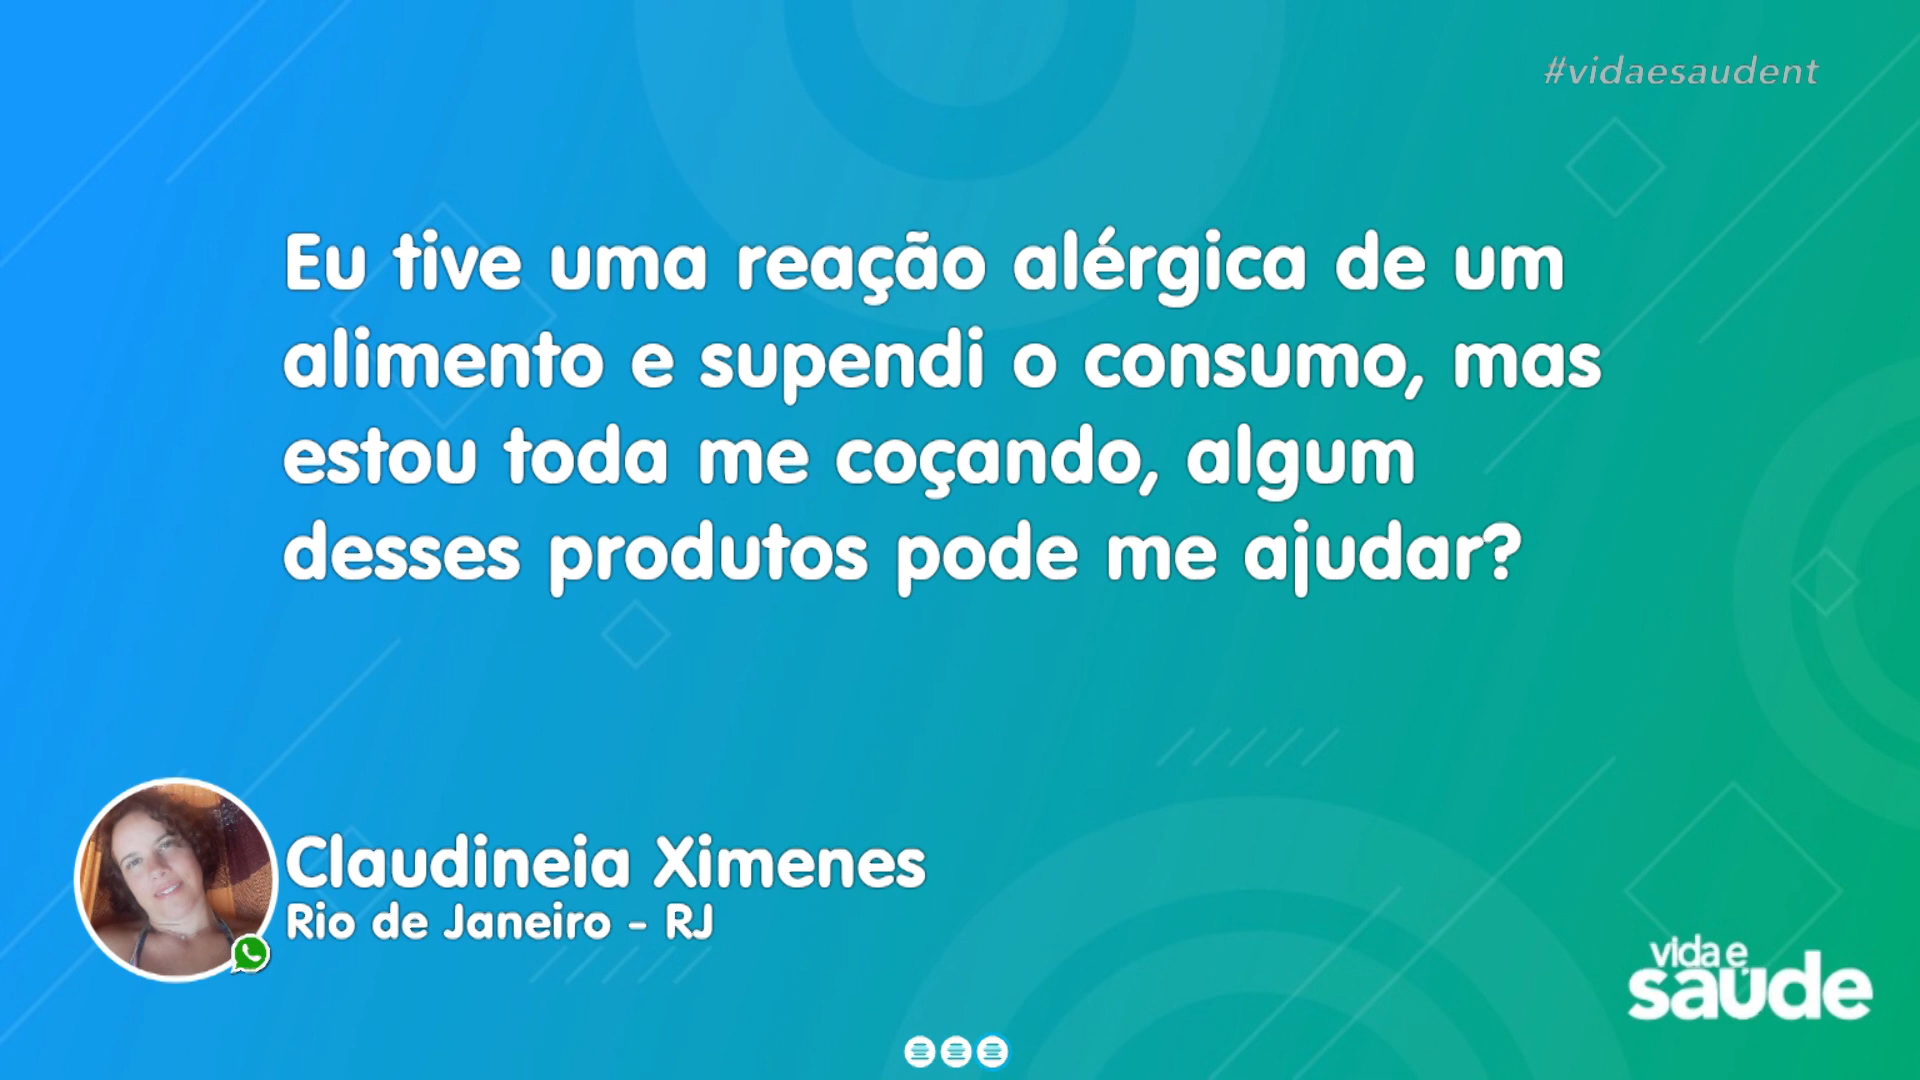 #vidaesaudent
Eu tive uma reação alérgica de um
alimento e supendi o consumo, mas
estou toda me coçando, algum
desses produtos pode me ajudar?
Claudineia Ximenes
Rio de Janeiro - RJ
vida e
saúde